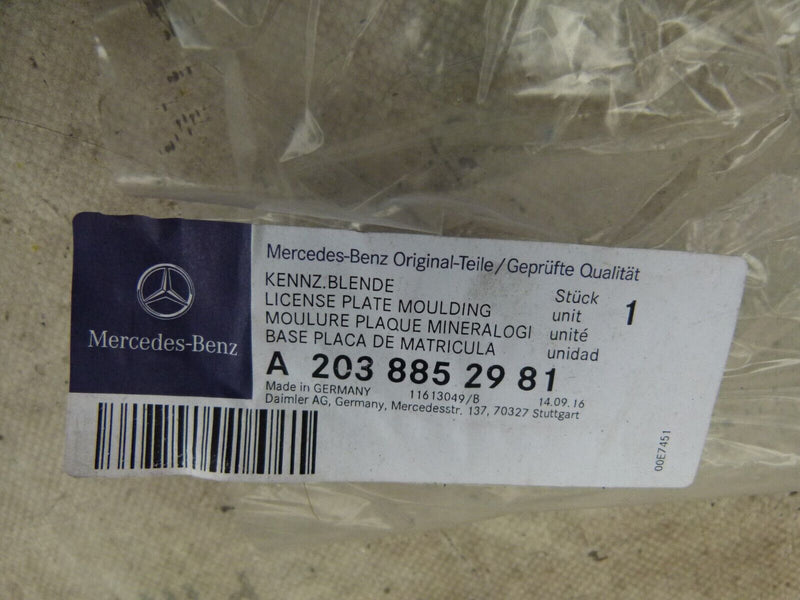 Mercedes-Benz
Mercedes-Benz Original-Teile/Geprüfte Qualität
KENNZ.BLENDE
LICENSE PLATE MOULDING
MOULURE PLAQUE MINERALOGI
BASE PLACA DE MATRICULA
Stück
unit
unité
unidad
1
A 203 885 29 81
Made in GERMANY 11613049/B 14.09.16
Daimler AG, Germany, Mercedesstr. 137, 70327 Stuttgart
00E7451